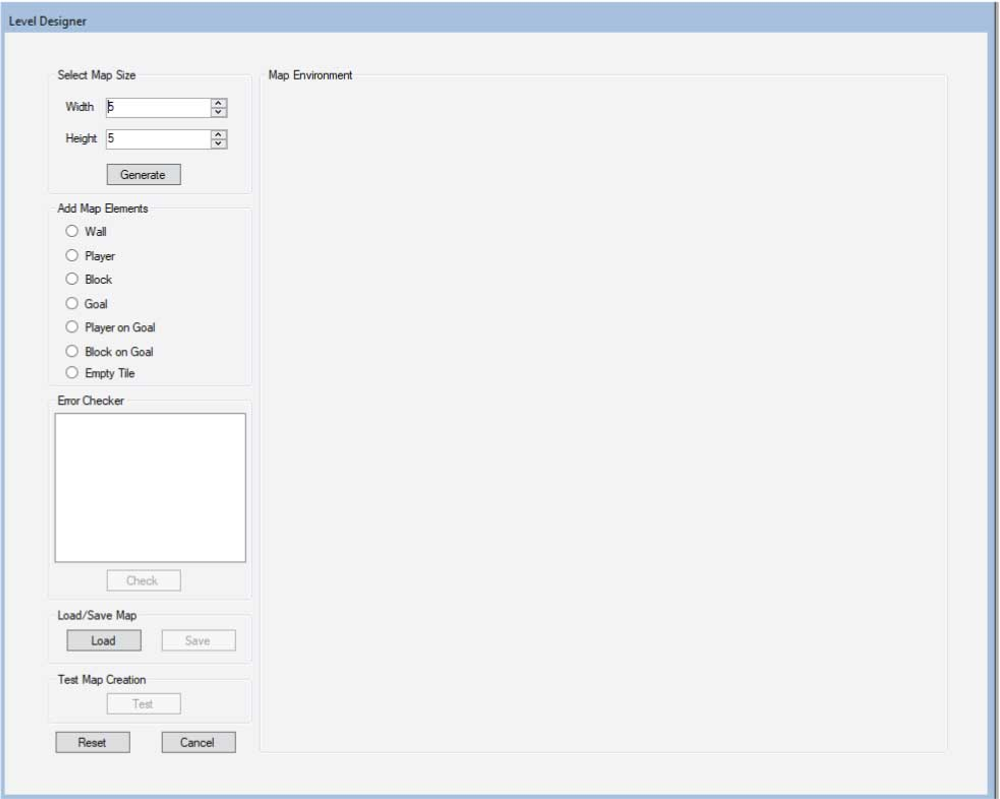 Level Designer
Select Map Size
Width 5
Height 5
Generate
Add Map Elements
Wall
Player
Block
Goal
Player on Goal
Block on Goal
Empty Tile
Error Checker
Check
Load/Save Map
Load Save
Test Map Creation
Test
Reset Cancel
Map Environment